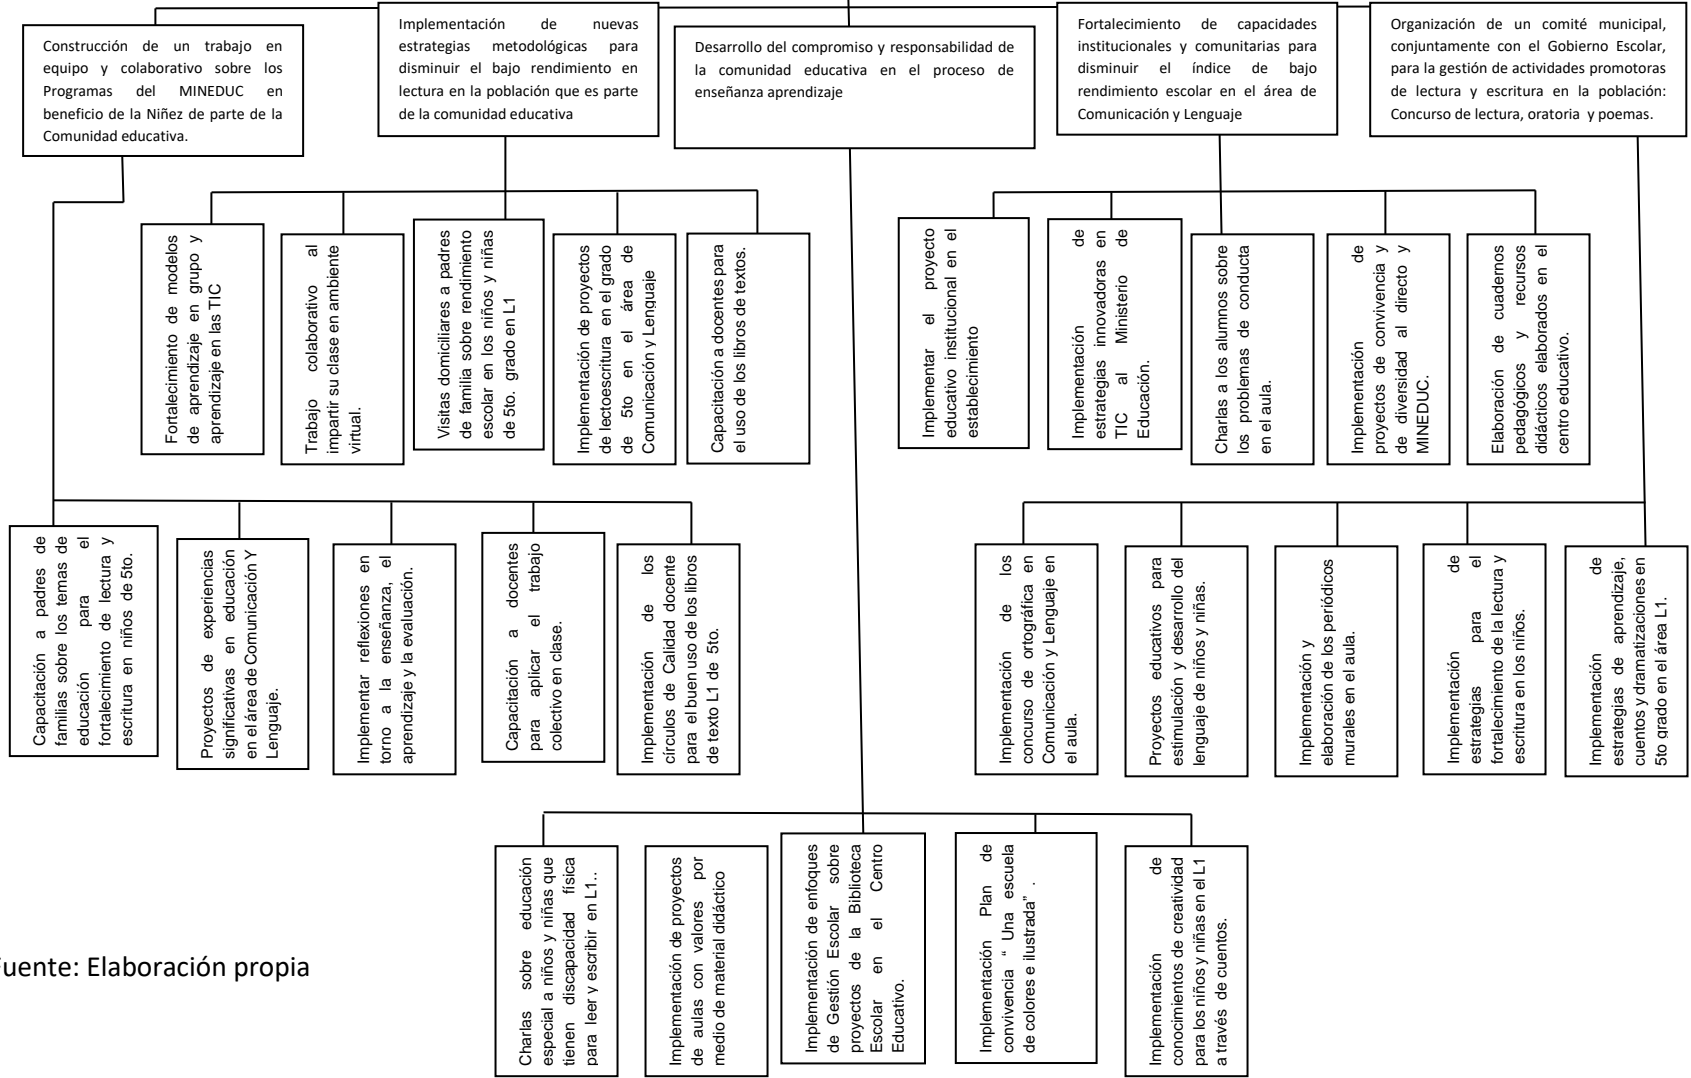 Construcción de un trabajo en
equipo y colaborativo sobre los
Programas del MINEDUC en
beneficio de la Niñez de parte de la
Comunidad educativa.
Implementación de nuevas
estrategias metodológicas para
disminuir el bajo rendimiento en
lectura en la población que es parte
de la comunidad educativa
Desarrollo del compromiso y responsabilidad de
la comunidad educativa en el proceso de
enseñanza aprendizaje
Fortalecimiento de capacidades
institucionales y comunitarias para
disminuir el índice de bajo
rendimiento escolar en el área de
Comunicación y Lenguaje
Organización de un comité municipal,
conjuntamente con el Gobierno Escolar,
para la gestión de actividades promotoras
de lectura y escritura en la población:
Concurso de lectura, oratoria y poemas.
Fortalecimiento de modelos
de aprendizaje en grupo y
aprendizaje en las TIC
Trabajo colaborativo al
impartir su clase en ambiente
virtual.
Visitas domiciliares a padres
de familia sobre rendimiento
escolar en los niños y niñas
de 5to. grado en L1
Implementación de proyectos
de lectoescritura en el grado
de 5to en el área de
Comunicación y Lenguaje
Capacitación a docentes para
el uso de los libros de textos.
Implementar el proyecto
educativo institucional en el
establecimiento
Implementación de
estrategias innovadoras en
TIC al Ministerio de
Educación.
Charlas a los alumnos sobre
los problemas de conducta
en el aula.
Implementación de
proyectos de convivencia y
de diversidad al directo y
MINEDUC.
Elaboración de cuadernos
pedagógicos y recursos
didácticos elaborados en el
centro educativo.
Capacitación a padres de
familias sobre los temas de
educación para el
fortalecimiento de lectura y
escritura en niños de 5to.
Proyectos de experiencias
significativas en educación
en el área de Comunicación Y
Lenguaje.
Implementar reflexiones en
torno a la enseñanza, el
aprendizaje y la evaluación.
Capacitación a docentes
para aplicar el trabajo
colectivo en clase.
Implementación de los
círculos de Calidad docente
para el buen uso de los libros
de texto L1 de 5to.
Implementación de los
concurso de ortográfica en
Comunicación y Lenguaje en
el aula.
Proyectos educativos para
estimulación y desarrollo del
lenguaje de niños y niñas.
Implementación y
elaboración de los periódicos
murales en el aula.
Implementación de
estrategias para el
fortalecimiento de la lectura y
escritura en los niños.
Implementación de
estrategias de aprendizaje,
cuentos y dramatizaciones en
5to grado en el área L1.
Charlas sobre educación
especial a niños y niñas que
tienen discapacidad física
para leer y escribir en L1..
Implementación de proyectos
de aulas con valores por
medio de material didáctico
Implementación de enfoques
de Gestión Escolar sobre
proyectos de la Biblioteca
Escolar en el Centro
Educativo.
Implementación Plan de
convivencia “ Una escuela
de colores e ilustrada” .
Implementación de
conocimientos de creatividad
para los niños y niñas en el L1
a través de cuentos.
Fuente: Elaboración propia